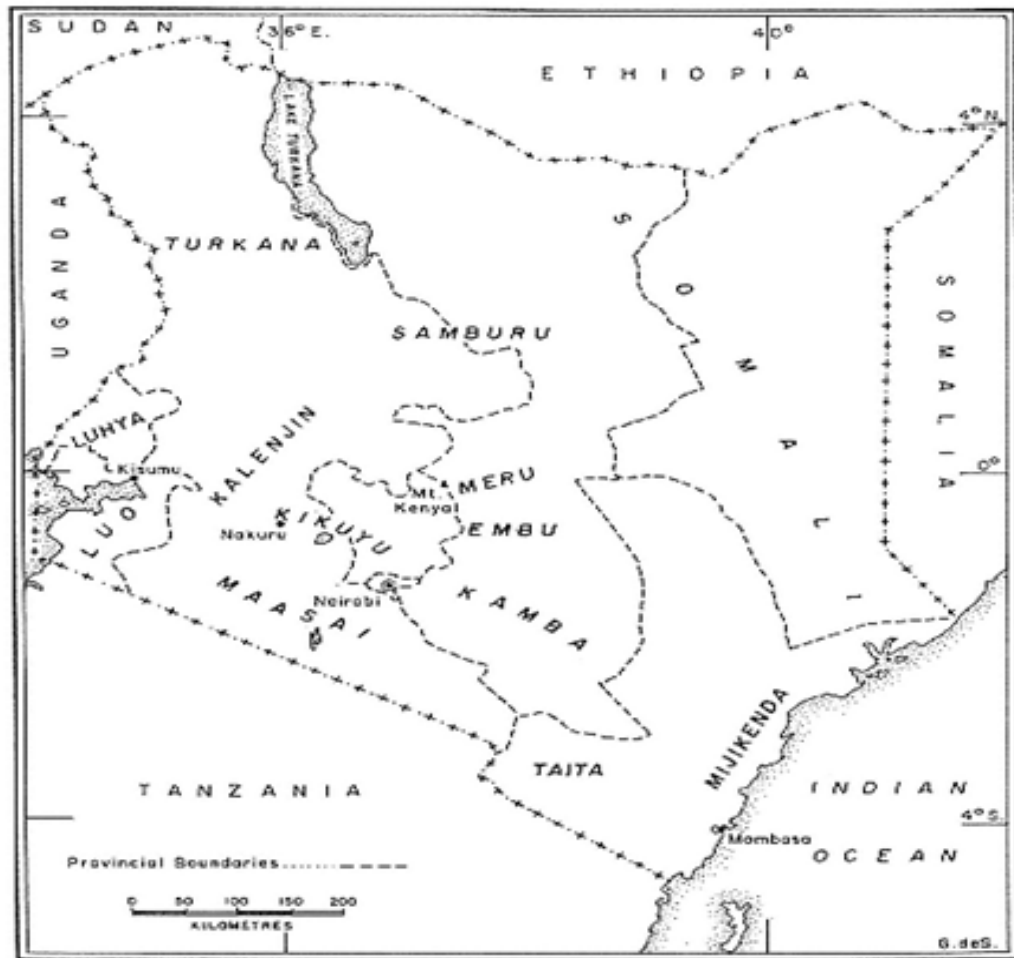 SUDAN
36°E.
40°
ETHIOPIA
4°N.
LAKE TURKANA
UGANDA
TURKANA
SOMALI
SOMALIA
SAMBURU
LUHYA
KALENJIN
Kisumu
0°
MERU
Mt.
Kenya
LUO
KIKUYU
Nakuru
EMBU
MAASAI
Nairobi
KAMBA
MIJIKENDA
TAITA
TANZANIA
INDIAN
OCEAN
4°S.
Mombasa
Provincial Boundaries
0 50 100 150 200
KILOMETRES
G.deS.